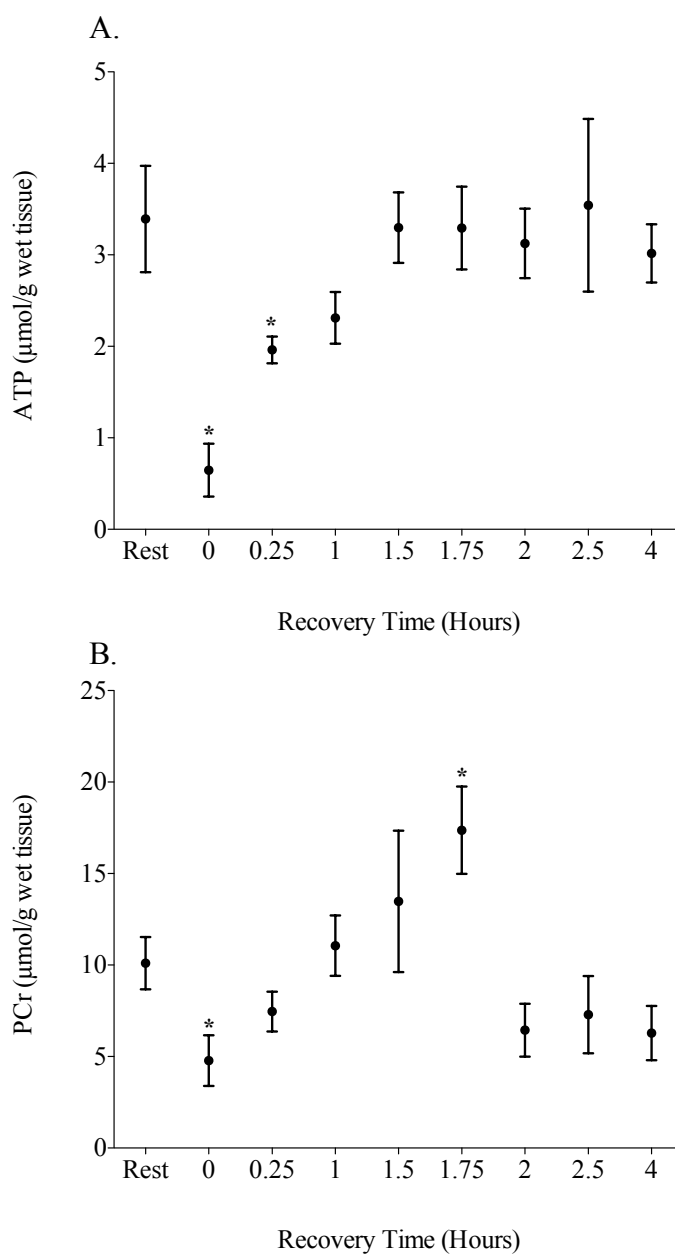 A.
5
4
3
2
1
0
ATP (μmol/g wet tissue)
*
*
Rest 0 0.25 1 1.5 1.75 2 2.5 4
Recovery Time (Hours)
B.
25
20
15
10
5
0
PCr (μmol/g wet tissue)
*
*
Rest 0 0.25 1 1.5 1.75 2 2.5 4
Recovery Time (Hours)